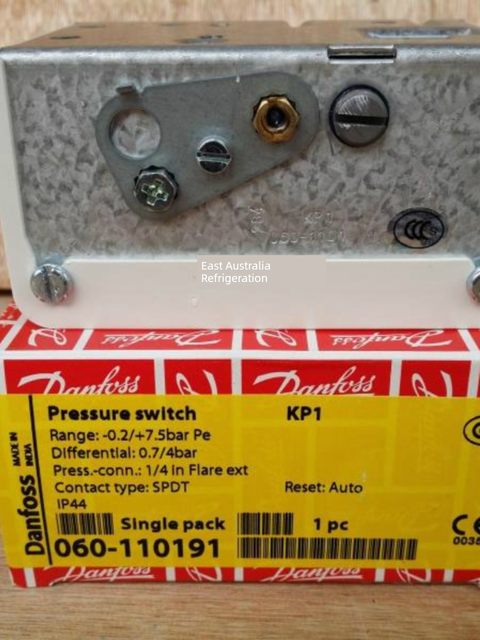 KP1
East Australia
Refrigeration
Danfoss
Danfoss
Danfoss
Pressure switch KP1
Range: -0.2/+7.5bar Pe
Differential: 0.7/4bar
Press.-conn.: 1/4 in Flare ext
Contact type: SPDT Reset: Auto
IP44
Single pack 1 pc
060-110191
Danfoss
MADE IN
INDIA
CE
Danfoss
Danfoss